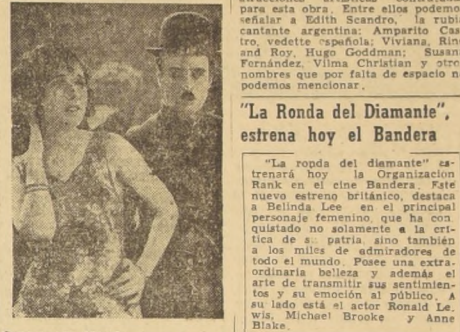 para esta obra. Entre ellos podemo
señalar a Edith Scandro, la rubi
cantante argentina; Amparito Cas
tro, vedette española; Viviana, Rin
and Roy, Hugo Goddman; Susan
Fernández, Vilma Christian y otro
nombres que por falta de espacio n
podemos mencionar.
"La Ronda del Diamante",
estrena hoy el Bandera
"La ronda del diamante" es-
trenará hoy la Organización
Rank en el cine Bandera. Este
nuevo estreno británico, destaca
a Belinda Lee en el principal
personaje femenino, que ha con
quistado no solamente a la crí-
tica de s. patria, sino también
a los miles de admiradores de
todo el mundo. Posee una extra-
ordinaria belleza y además el
arte de transmitir sus sentimien-
tos y su emoción al público. A
su lado está el actor Ronald Le
wis, Michael Brooke y Anne
Blake.